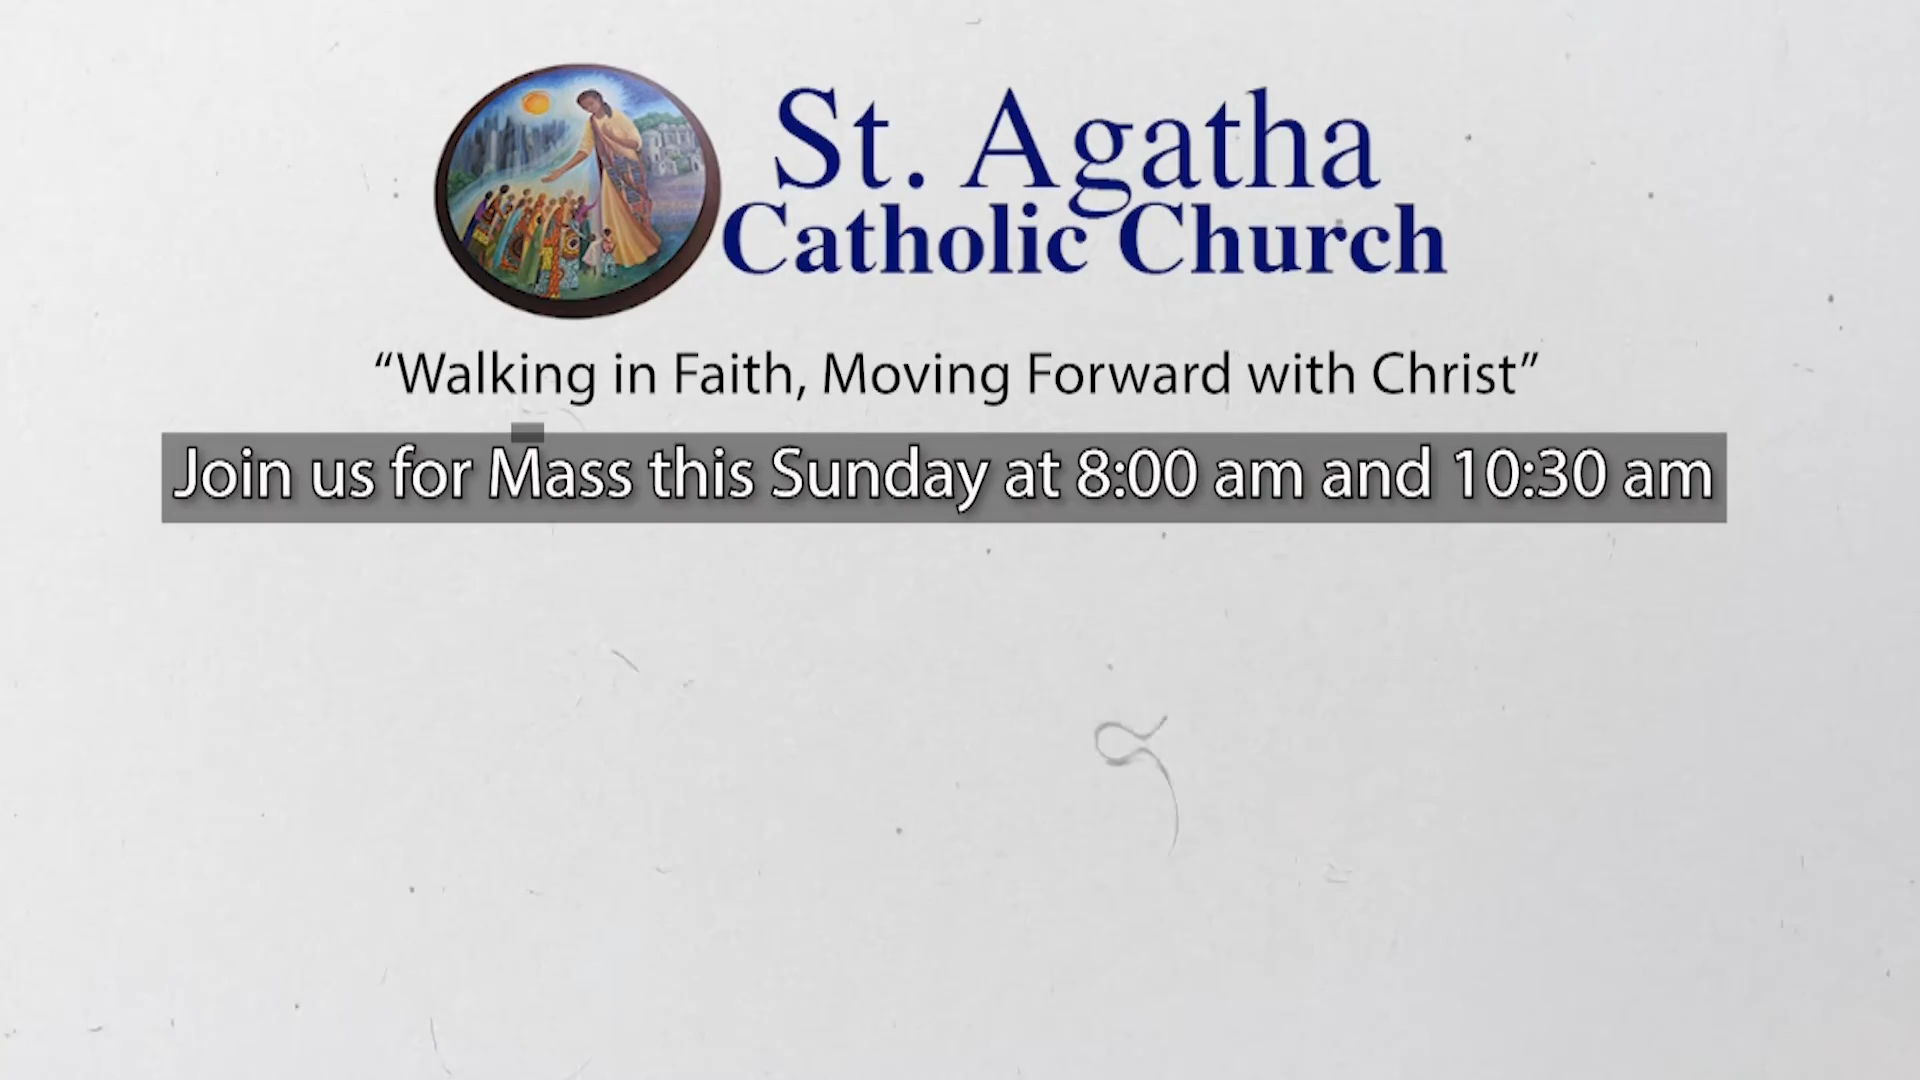 St. Agatha
Catholic Church
“Walking in Faith, Moving Forward with Christ”
Join us for Mass this Sunday at 8:00 am and 10:30 am